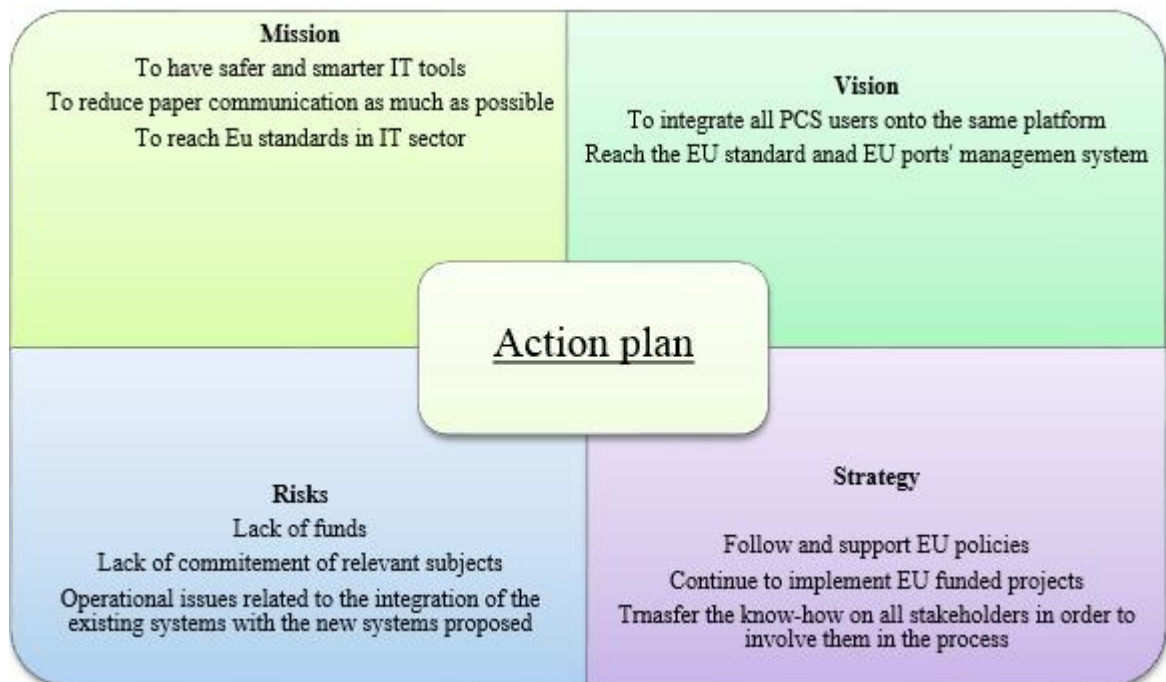 Mission
To have safer and smarter IT tools
To reduce paper communication as much as possible
To reach Eu standards in IT sector
Vision
To integrate all PCS users onto the same platform
Reach the EU standard anad EU ports' managemen system
Action plan
Risks
Lack of funds
Lack of commitement of relevant subjects
Operational issues related to the integration of the
existing systems with the new systems proposed
Strategy
Follow and support EU policies
Continue to implement EU funded projects
Trnasfer the know-how on all stakeholders in order to
involve them in the process